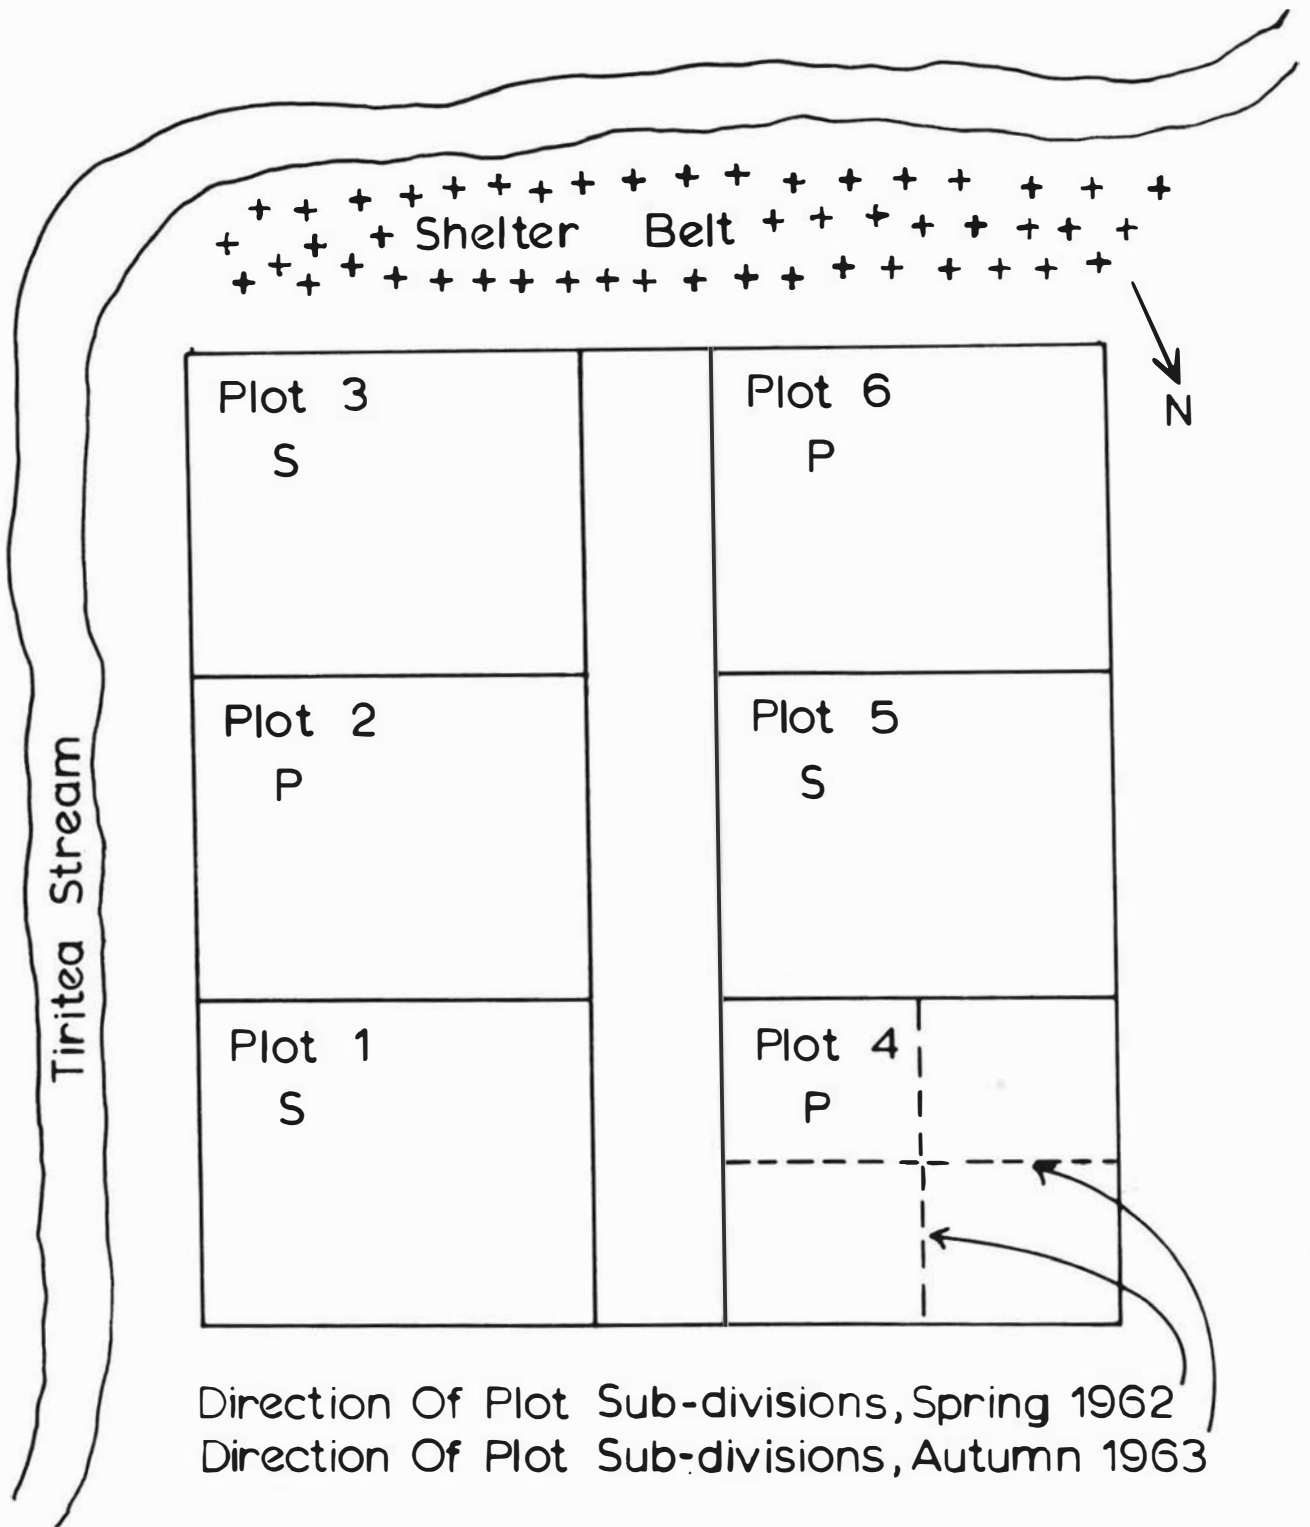 Shelter Belt
N
Plot 3
S
Plot 6
P
Plot 2
P
Plot 5
S
Tiritea Stream
Plot 1
S
Plot 4
P
Direction Of Plot Sub-divisions, Spring 1962
Direction Of Plot Sub-divisions, Autumn 1963